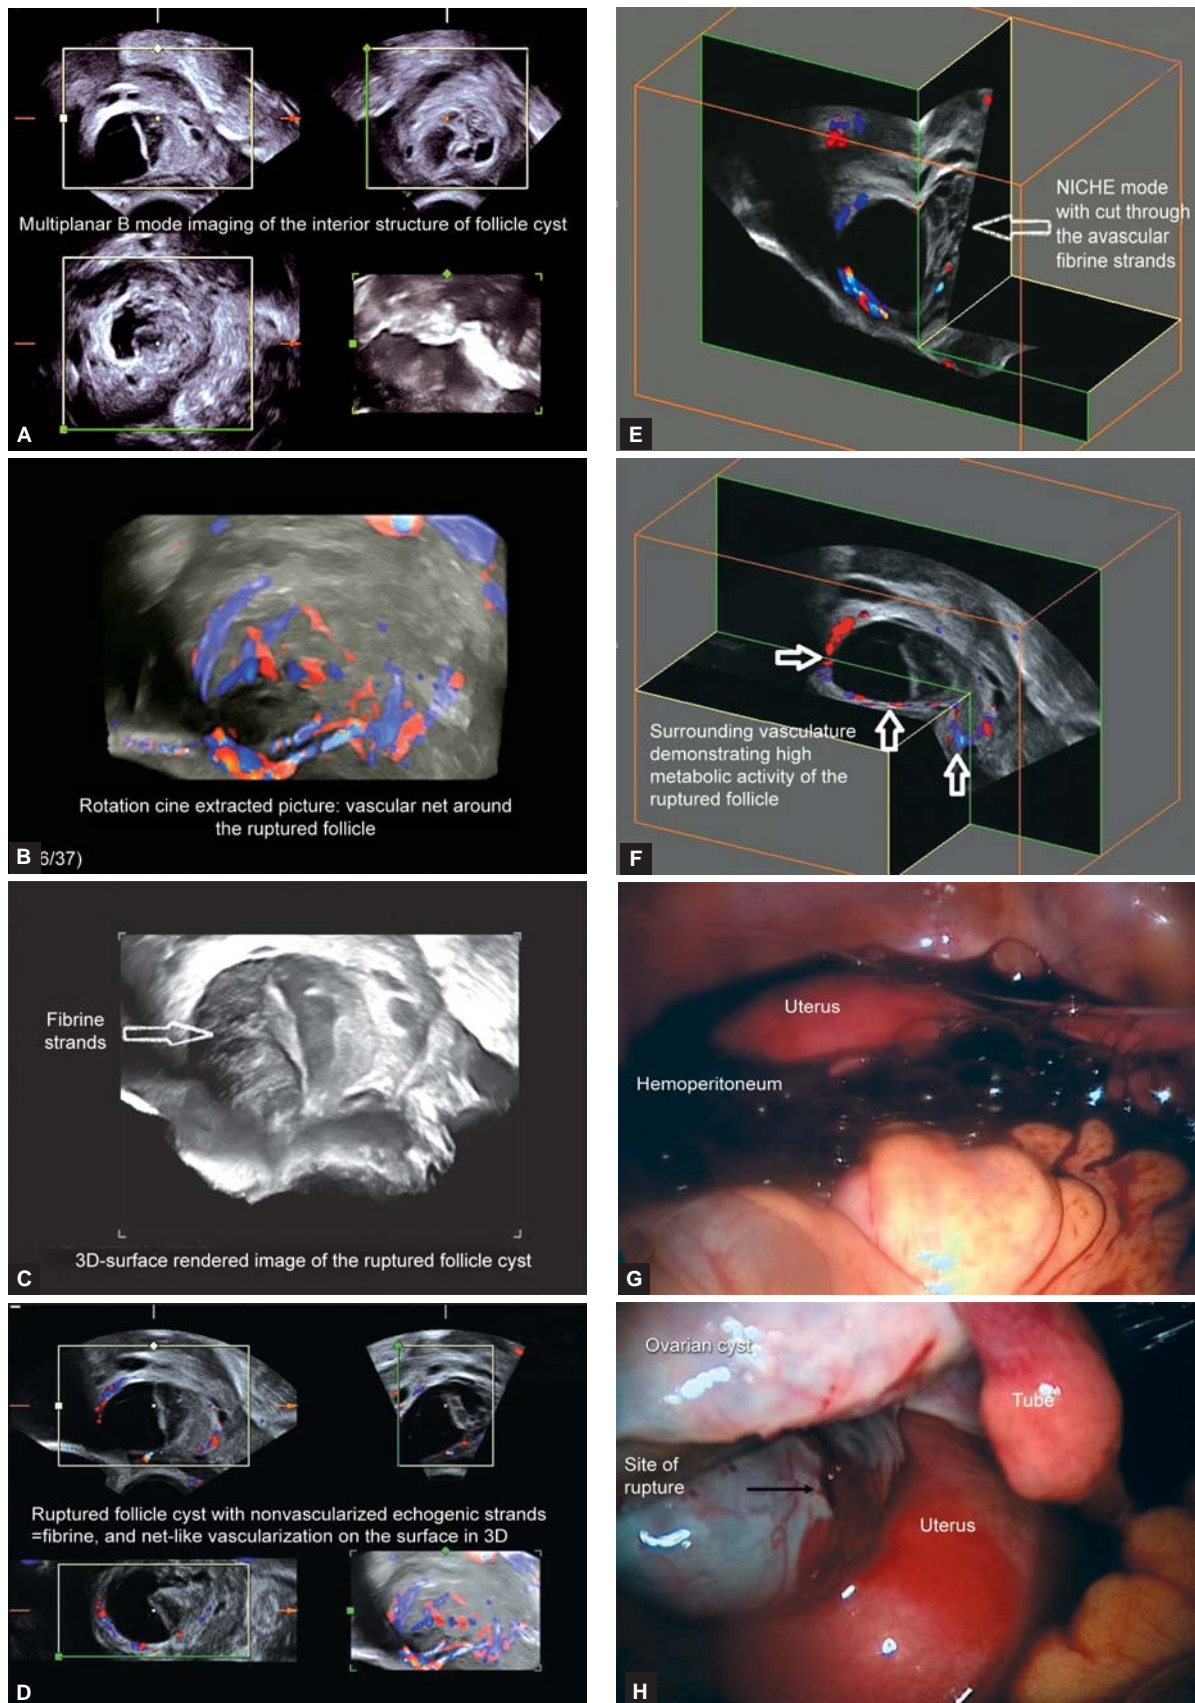 Multiplanar B mode imaging of the interior structure of follicle cyst
A
Rotation cine extracted picture: vascular net around
the ruptured follicle
B
6/37)
Fibrine
strands
3D-surface rendered image of the ruptured follicle cyst
C
Ruptured follicle cyst with nonvascularized echogenic strands
=fibrine, and net-like vascularization on the surface in 3D
D
NICHE mode
with cut through
the avascular
fibrine strands
E
Surrounding vasculature
demonstrating high
metabolic activity of the
ruptured follicle
F
Uterus
Hemoperitoneum
G
Ovarian cyst
Tube
Site of
rupture
Uterus
H